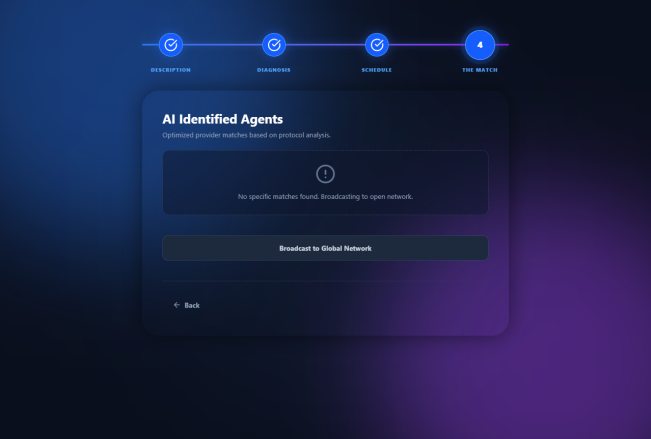 4
DESCRIPTION
DIAGNOSIS
SCHEDULE
THE MATCH
AI Identified Agents
Optimized provider matches based on protocol analysis.
No specific matches found. Broadcasting to open network.
Broadcast to Global Network
Back